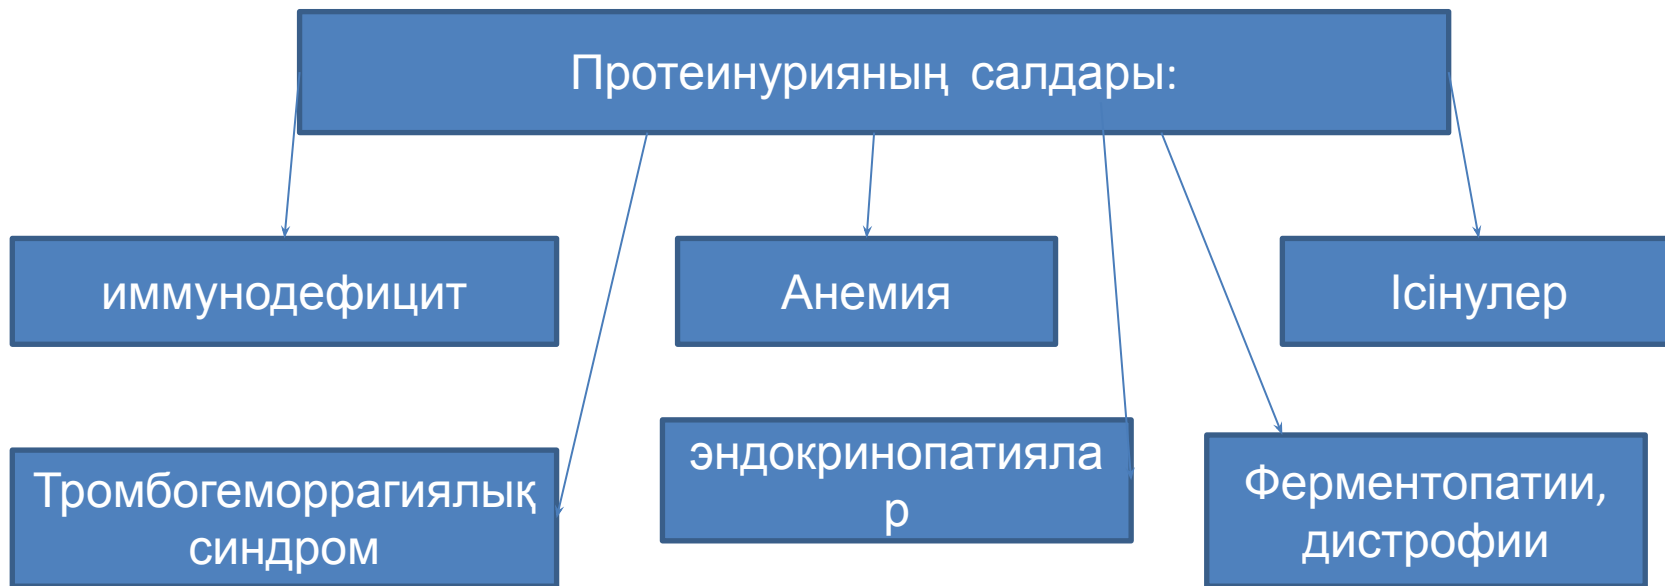 Протеинурияның салдары:
иммунодефицит
Анемия
Ісінулер
Тромбогеморрагиялық
синдром
эндокринопатияла
р
Ферментопатии,
дистрофии